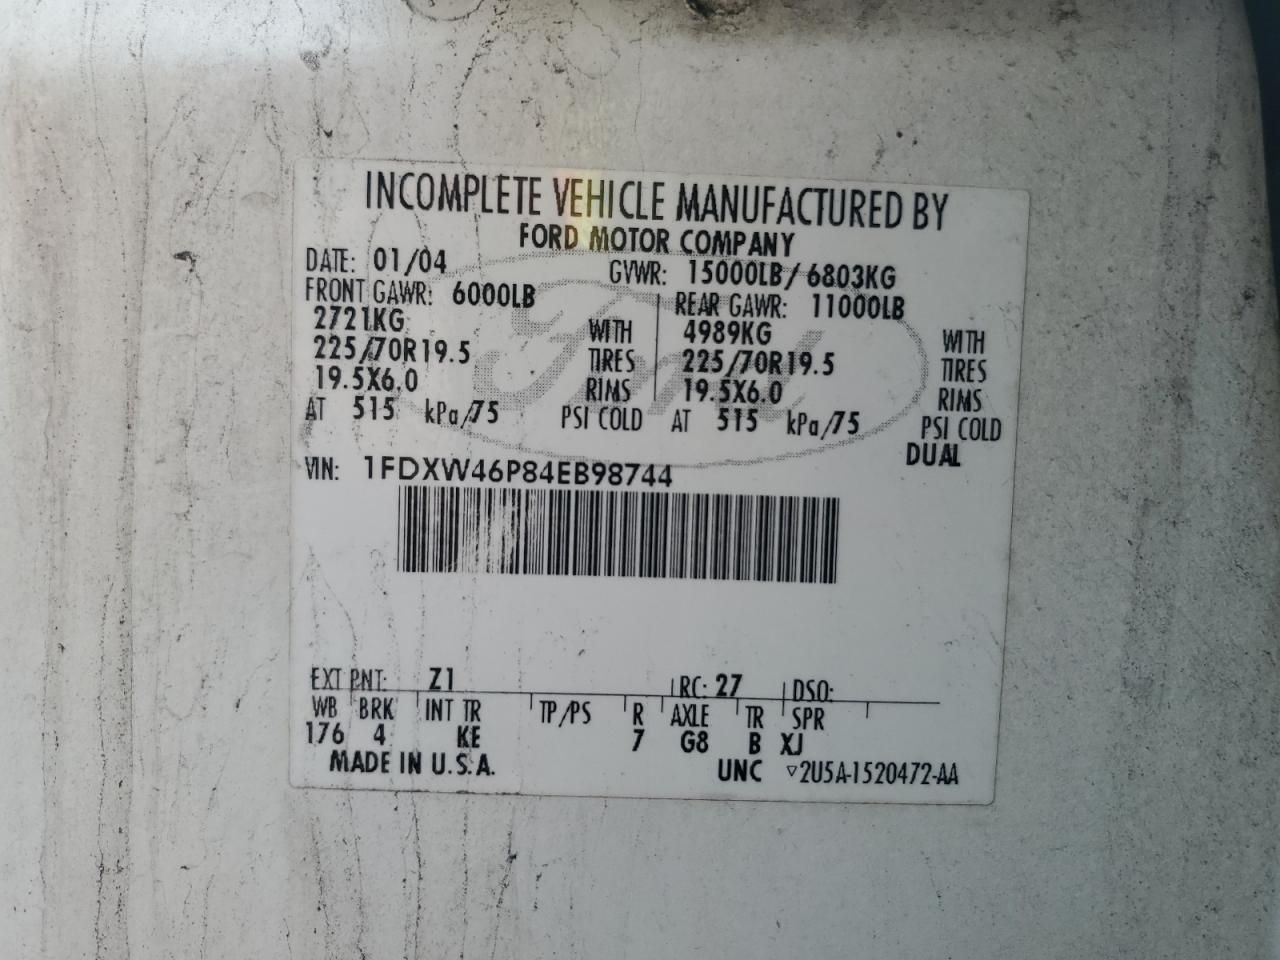 INCOMPLETE VEHICLE MANUFACTURED BY
FORD MOTOR COMPANY
DATE: 01/04 GVWR: 15000LB/6803KG
FRONT GAWR: 6000LB REAR GAWR: 11000LB
2721KG WITH 4989KG WITH
225/70R19.5 TIRES 225/70R19.5 TIRES
19.5X6.0 RIMS 19.5X6.0 RIMS
AT 515 kPa/75 PSI COLD AT 515 kPa/75 PSI COLD
DUAL
VIN: 1FDXW46P84EB98744
EXT PNT: Z1 RC: 27 DSO:
WB BRK INT TR TP/PS R AXLE TR SPR
176 4 KE 7 G8 B XJ
MADE IN U.S.A. UNC ▽2U5A-1520472-AA
Ford